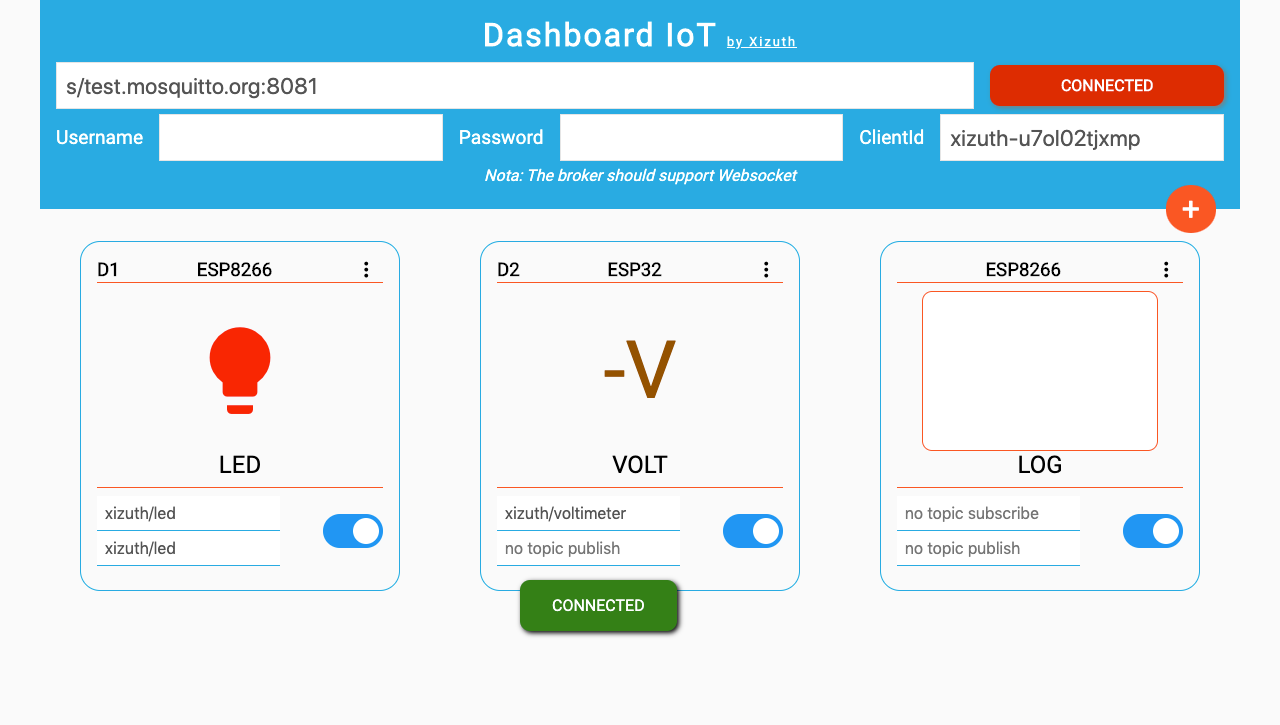 Dashboard IoT by Xizuth
s/test.mosquitto.org:8081 CONNECTED
Username Password ClientId xizuth-u7ol02tjxmp
Nota: The broker should support Websocket
+
D1 ESP8266
LED
xizuth/led
xizuth/led
D2 ESP32
-V
VOLT
xizuth/voltimeter
no topic publish
ESP8266
LOG
no topic subscribe
no topic publish
CONNECTED